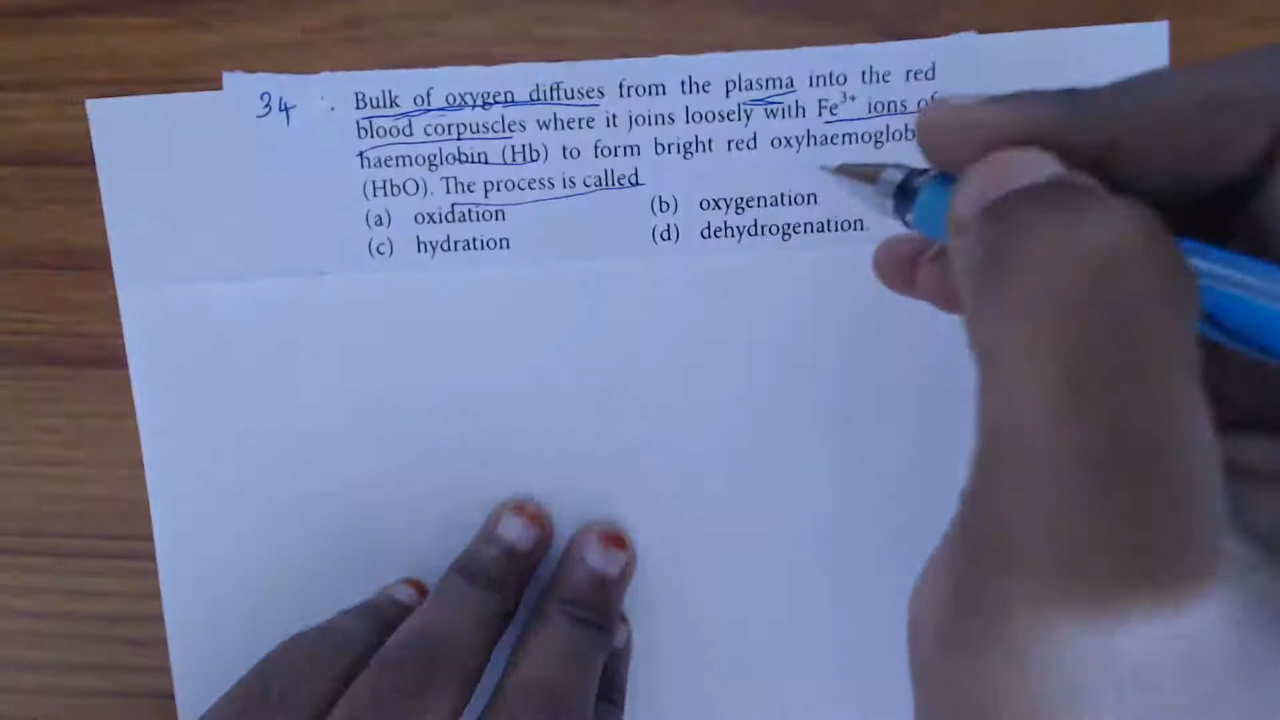 34 Bulk of oxygen diffuses from the plasma into the red
blood corpuscles where it joins loosely with Fe³⁺ ions of
haemoglobin (Hb) to form bright red
(HbO). The process is called
(a) oxidation (b) oxygenation
(c) hydration (d) dehydrogenation.